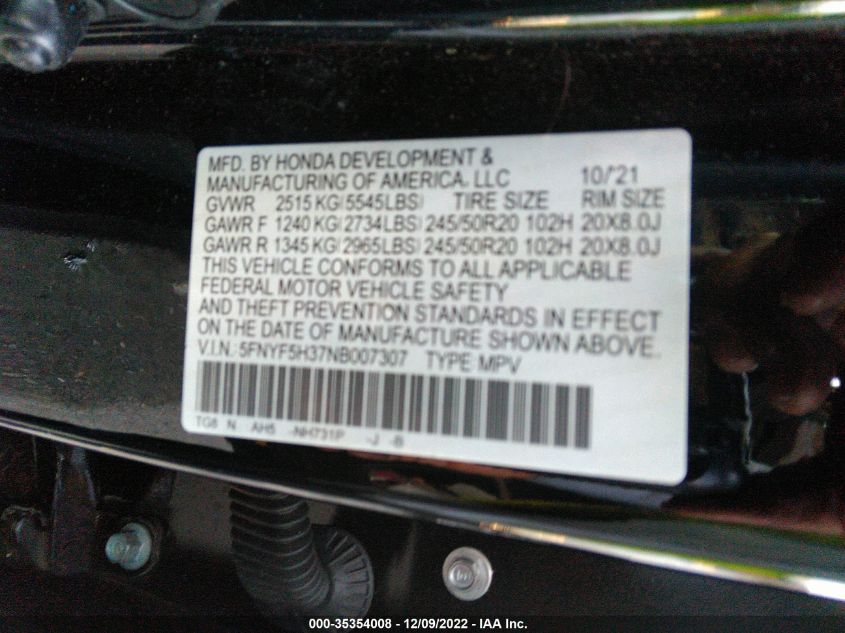 MFD. BY HONDA DEVELOPMENT &
MANUFACTURING OF AMERICA, LLC 10/'21
GVWR 2515 KG(5545LBS) TIRE SIZE RIM SIZE
GAWR F 1240 KG(2734LBS) 245/50R20 102H 20X8.0J
GAWR R 1345 KG(2965LBS) 245/50R20 102H 20X8.0J
THIS VEHICLE CONFORMS TO ALL APPLICABLE
FEDERAL MOTOR VEHICLE SAFETY
AND THEFT PREVENTION STANDARDS IN EFFECT
ON THE DATE OF MANUFACTURE SHOWN ABOVE.
V.I.N.: 5FNYF5H37NB007307 TYPE MPV
TG8 N AH5 -NH731P -J -B
000-35354008 - 12/09/2022 - IAA Inc.